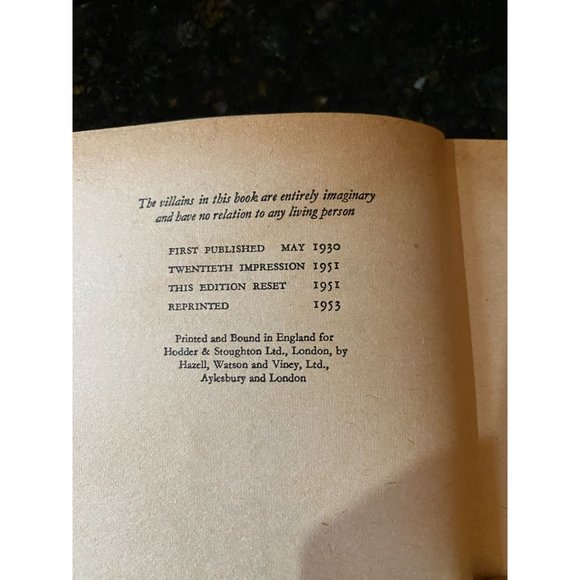 The villains in this book are entirely imaginary
and have no relation to any living person
FIRST PUBLISHED MAY 1930
TWENTIETH IMPRESSION 1951
THIS EDITION RESET 1951
REPRINTED 1953
Printed and Bound in England for
Hodder & Stoughton Ltd., London, by
Hazell, Watson and Viney, Ltd.,
Aylesbury and London